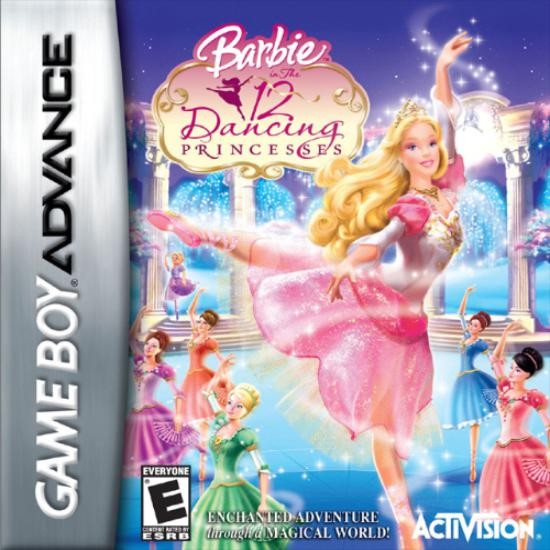 GAME BOY ADVANCE
Barbie
in The
12
Dancing
PRINCESSES
EVERYONE
E
CONTENT RATED BY
ESRB
ENCHANTED ADVENTURE
through a MAGICAL WORLD!
ACTIVISION